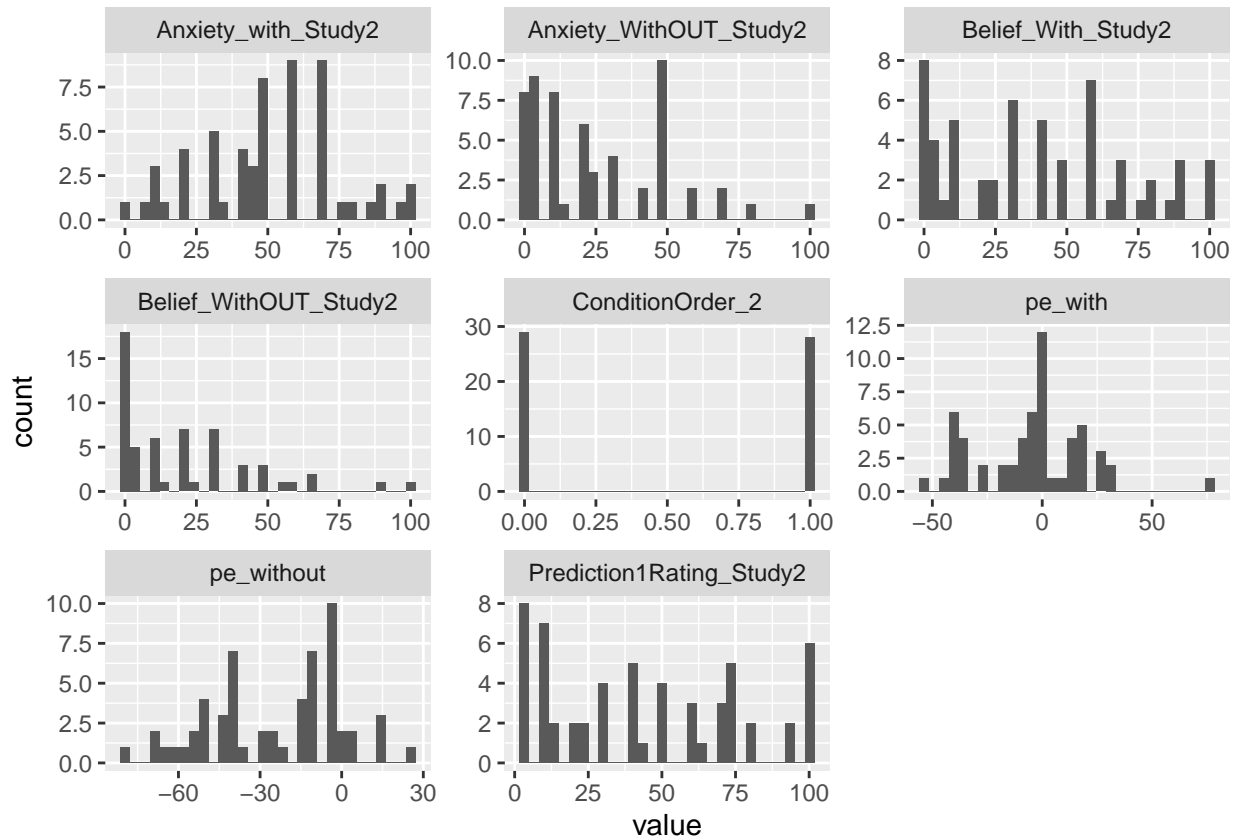 Anxiety_with_Study2 Anxiety_WithOUT_Study2 Belief_With_Study2
7.5 10.0 8
5.0 7.5 6
2.5 5.0 4
0.0 2.5 2
0.0 0
0 25 50 75 100 0 25 50 75 100 0 25 50 75 100
Belief_WithOUT_Study2 ConditionOrder_2 pe_with
15 30 12.5
10 20 10.0
5 10 7.5
0 0 5.0
2.5
0.0
0 25 50 75 100 0.00 0.25 0.50 0.75 1.00 −50 0 50
pe_without Prediction1Rating_Study2
10.0 8
7.5 6
5.0 4
2.5 2
0.0 0
−60 −30 0 30 0 25 50 75 100
count
value